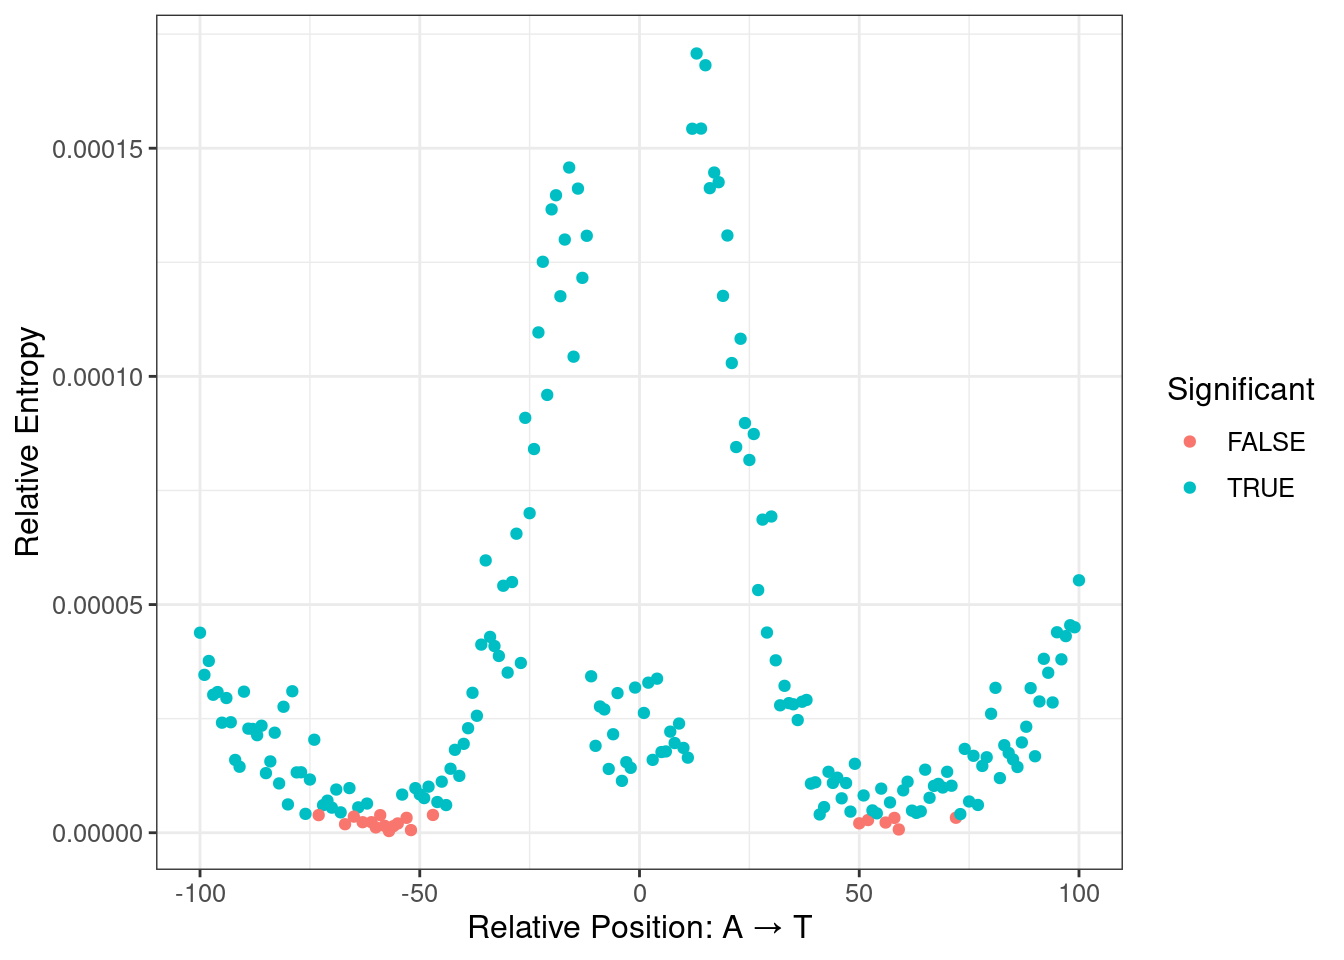 0.00015
0.00010
0.00005
0.00000
Relative Entropy
-100 -50 0 50 100
Relative Position: A → T
Significant
FALSE
TRUE